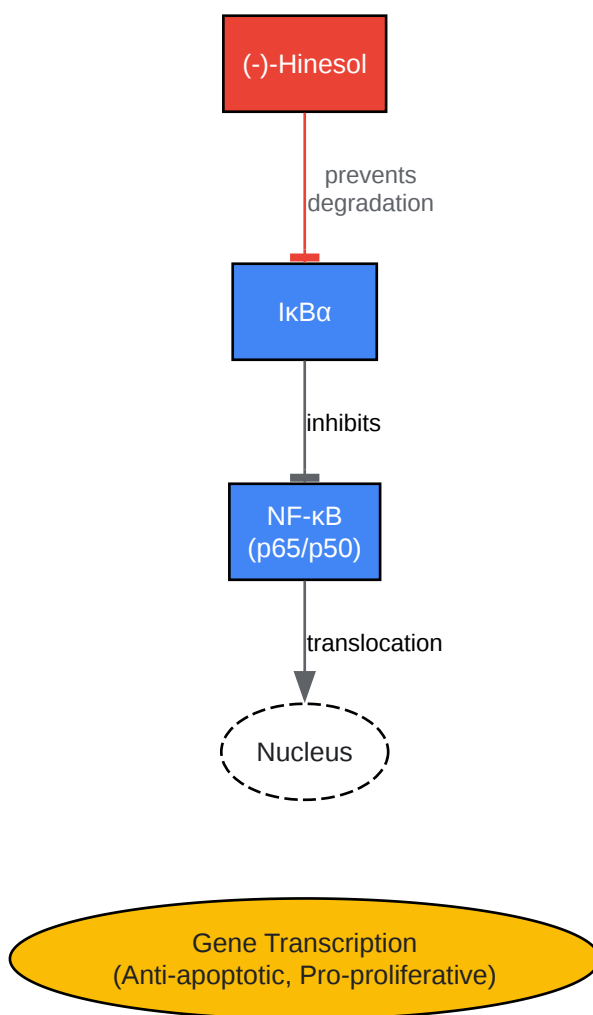 (-)-Hinesol
prevents
degradation
IκBα
inhibits
NF-κB
(p65/p50)
translocation
Nucleus
Gene Transcription
(Anti-apoptotic, Pro-proliferative)